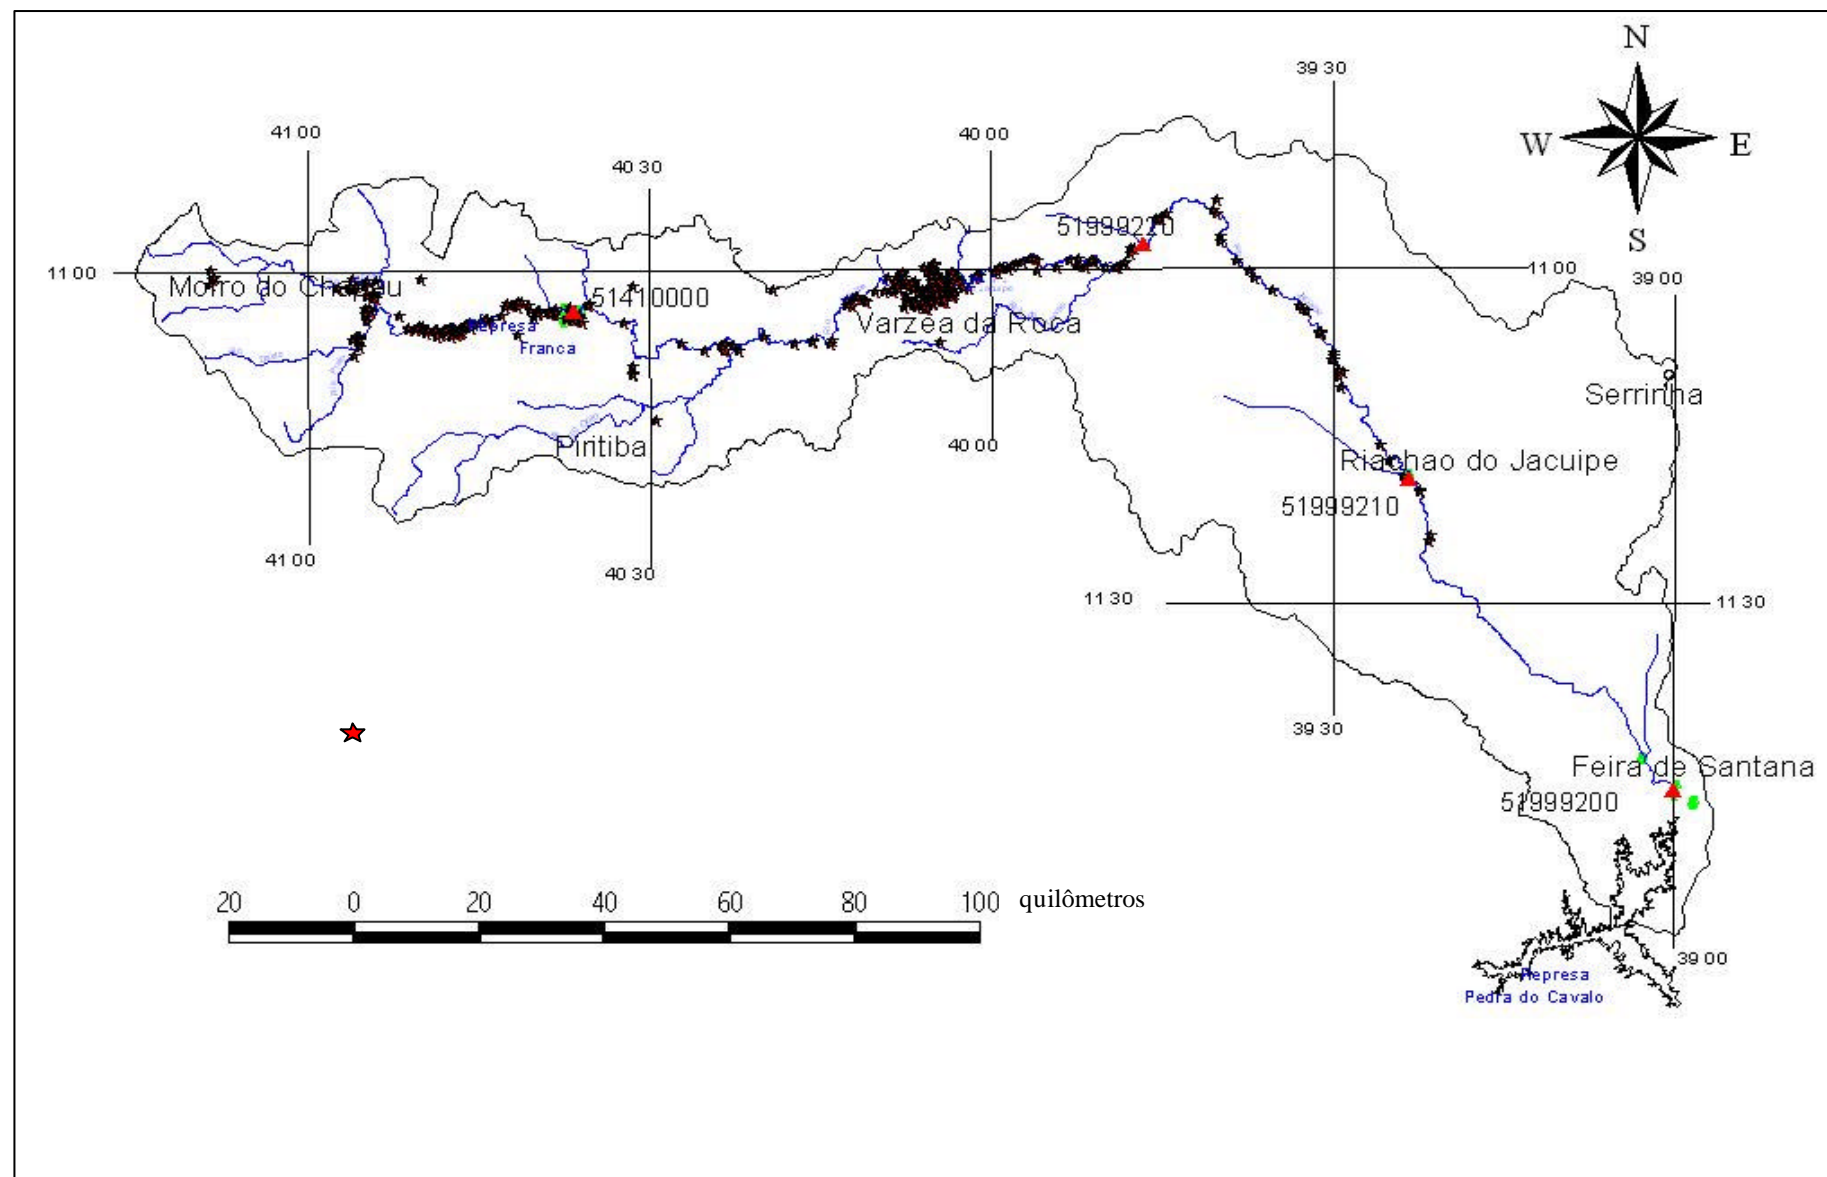 N
39 30
41 00
40 00
W
E
40 30
51999220
S
11 00
11 00
39 00
Morro do Chapeu
51410000
Represa
Varzea da Roca
Franca
Serrinha
Piritiba
40 00
Riachao do Jacuipe
51999210
41 00
40 30
11 30
11 30
39 30
Feira de Santana
51999200
20 0 20 40 60 80 100 quilômetros
39 00
Represa
Pedra do Cavalo